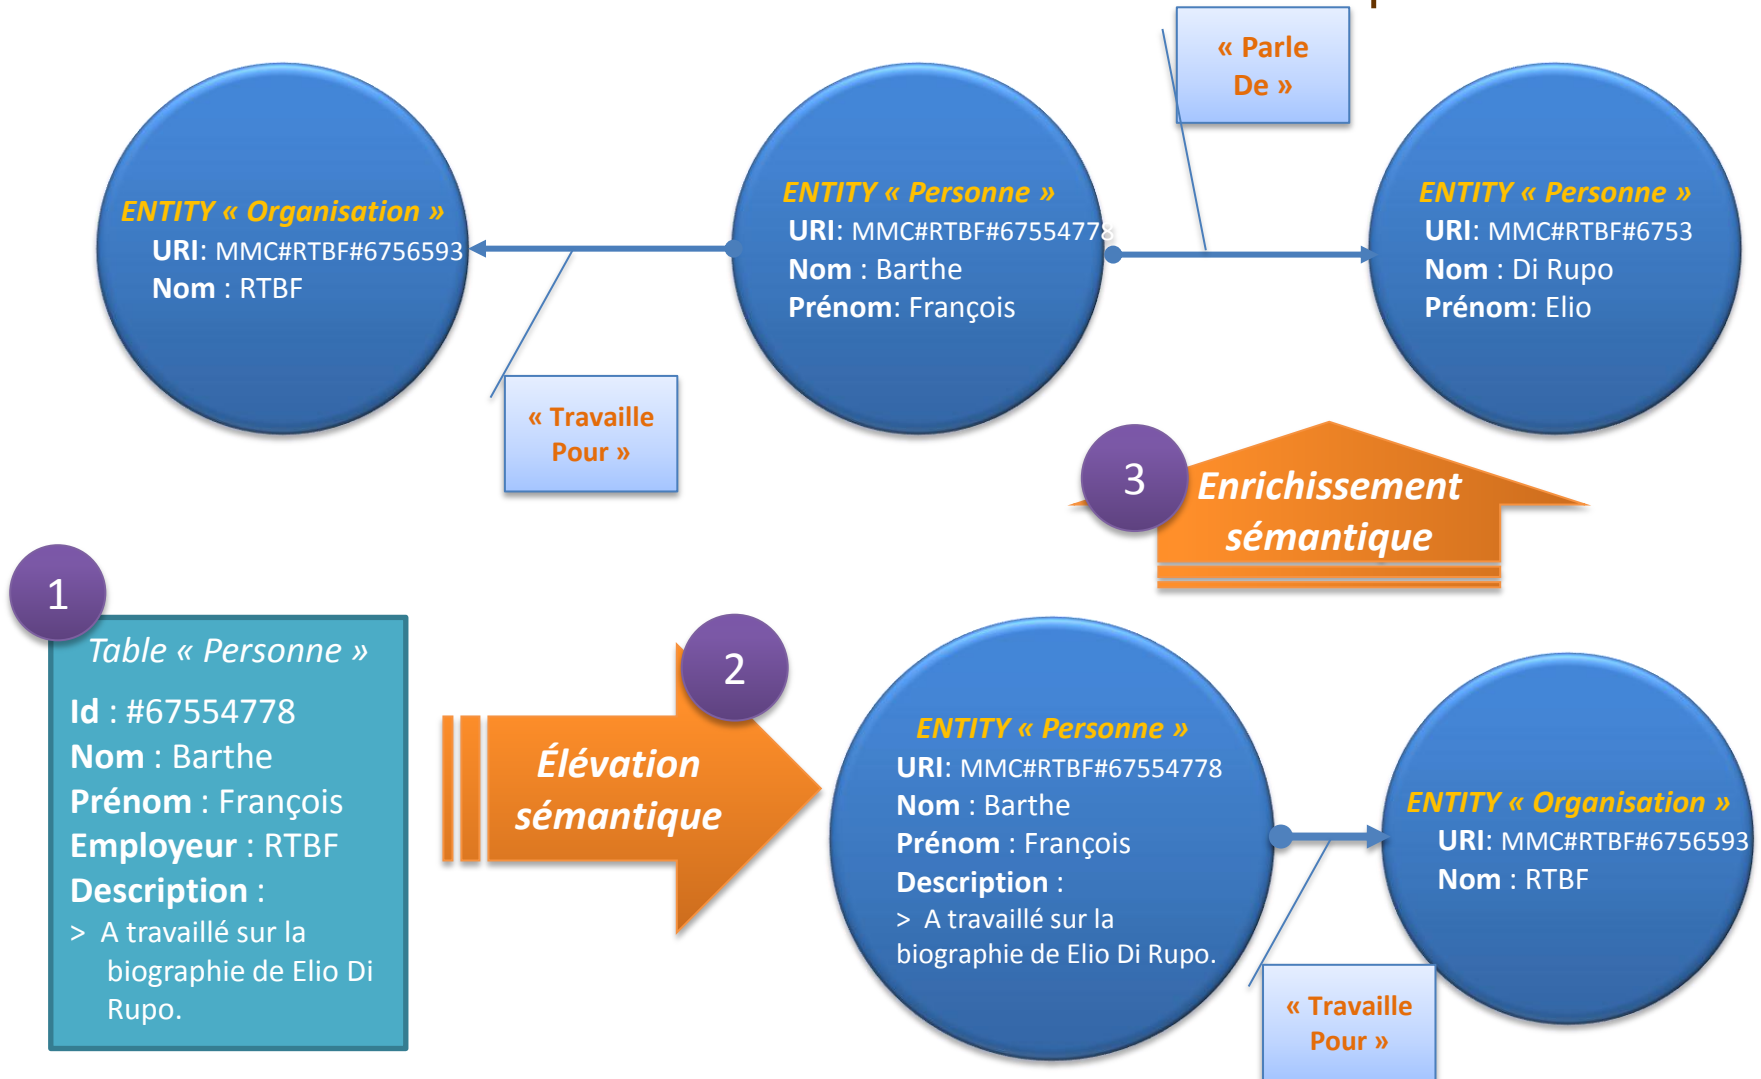 « Parle
De »
ENTITY « Organisation »
URI: MMC#RTBF#6756593
Nom : RTBF
ENTITY « Personne »
URI: MMC#RTBF#67554778
Nom : Barthe
Prénom: François
ENTITY « Personne »
URI: MMC#RTBF#6753
Nom : Di Rupo
Prénom: Elio
« Travaille
Pour »
3
Enrichissement
sémantique
1
Table « Personne »
Id : #67554778
Nom : Barthe
Prénom : François
Employeur : RTBF
Description :
> A travaillé sur la
biographie de Elio Di
Rupo.
2
Élévation
sémantique
ENTITY « Personne »
URI: MMC#RTBF#67554778
Nom : Barthe
Prénom : François
Description :
> A travaillé sur la
biographie de Elio Di Rupo.
ENTITY « Organisation »
URI: MMC#RTBF#6756593
Nom : RTBF
« Travaille
Pour »